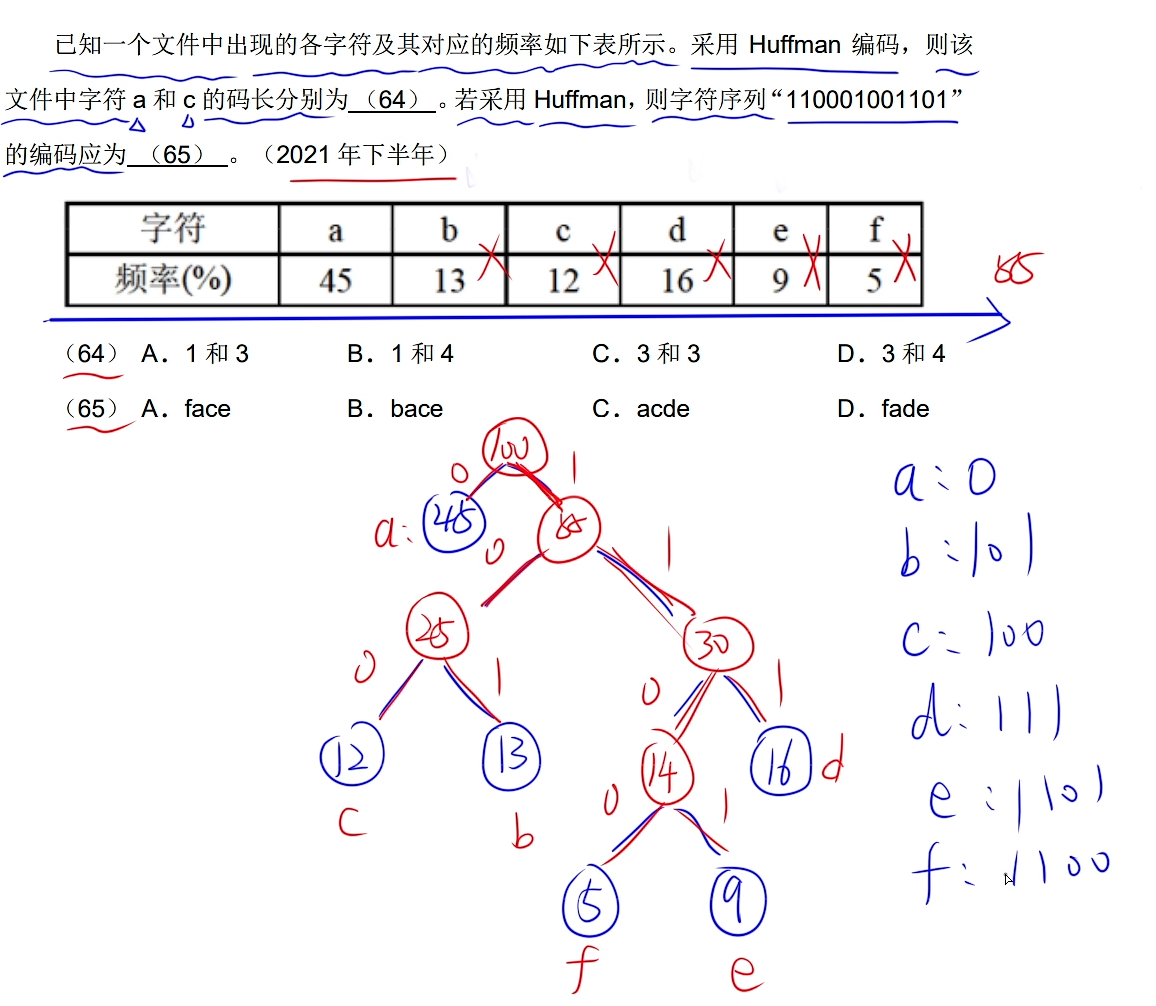 已知一个文件中出现的各字符及其对应的频率如下表所示。采用 Huffman 编码，则该
文件中字符 a 和 c 的码长分别为 （64） 。若采用 Huffman，则字符序列“110001001101”
的编码应为 （65） 。（2021 年下半年）
字符 a b c d e f
频率(%) 45 13 12 16 9 5
55
（64） A．1 和 3 B．1 和 4 C．3 和 3 D．3 和 4
（65） A．face B．bace C．acde D．fade
100
0 1
a: 45 55
0 1
25 30
0 1 0 1
12 13 14 16 d
c b 0 1
5 9
f e
a: 0
b: 101
c: 100
d: 111
e: 1101
f: 1100